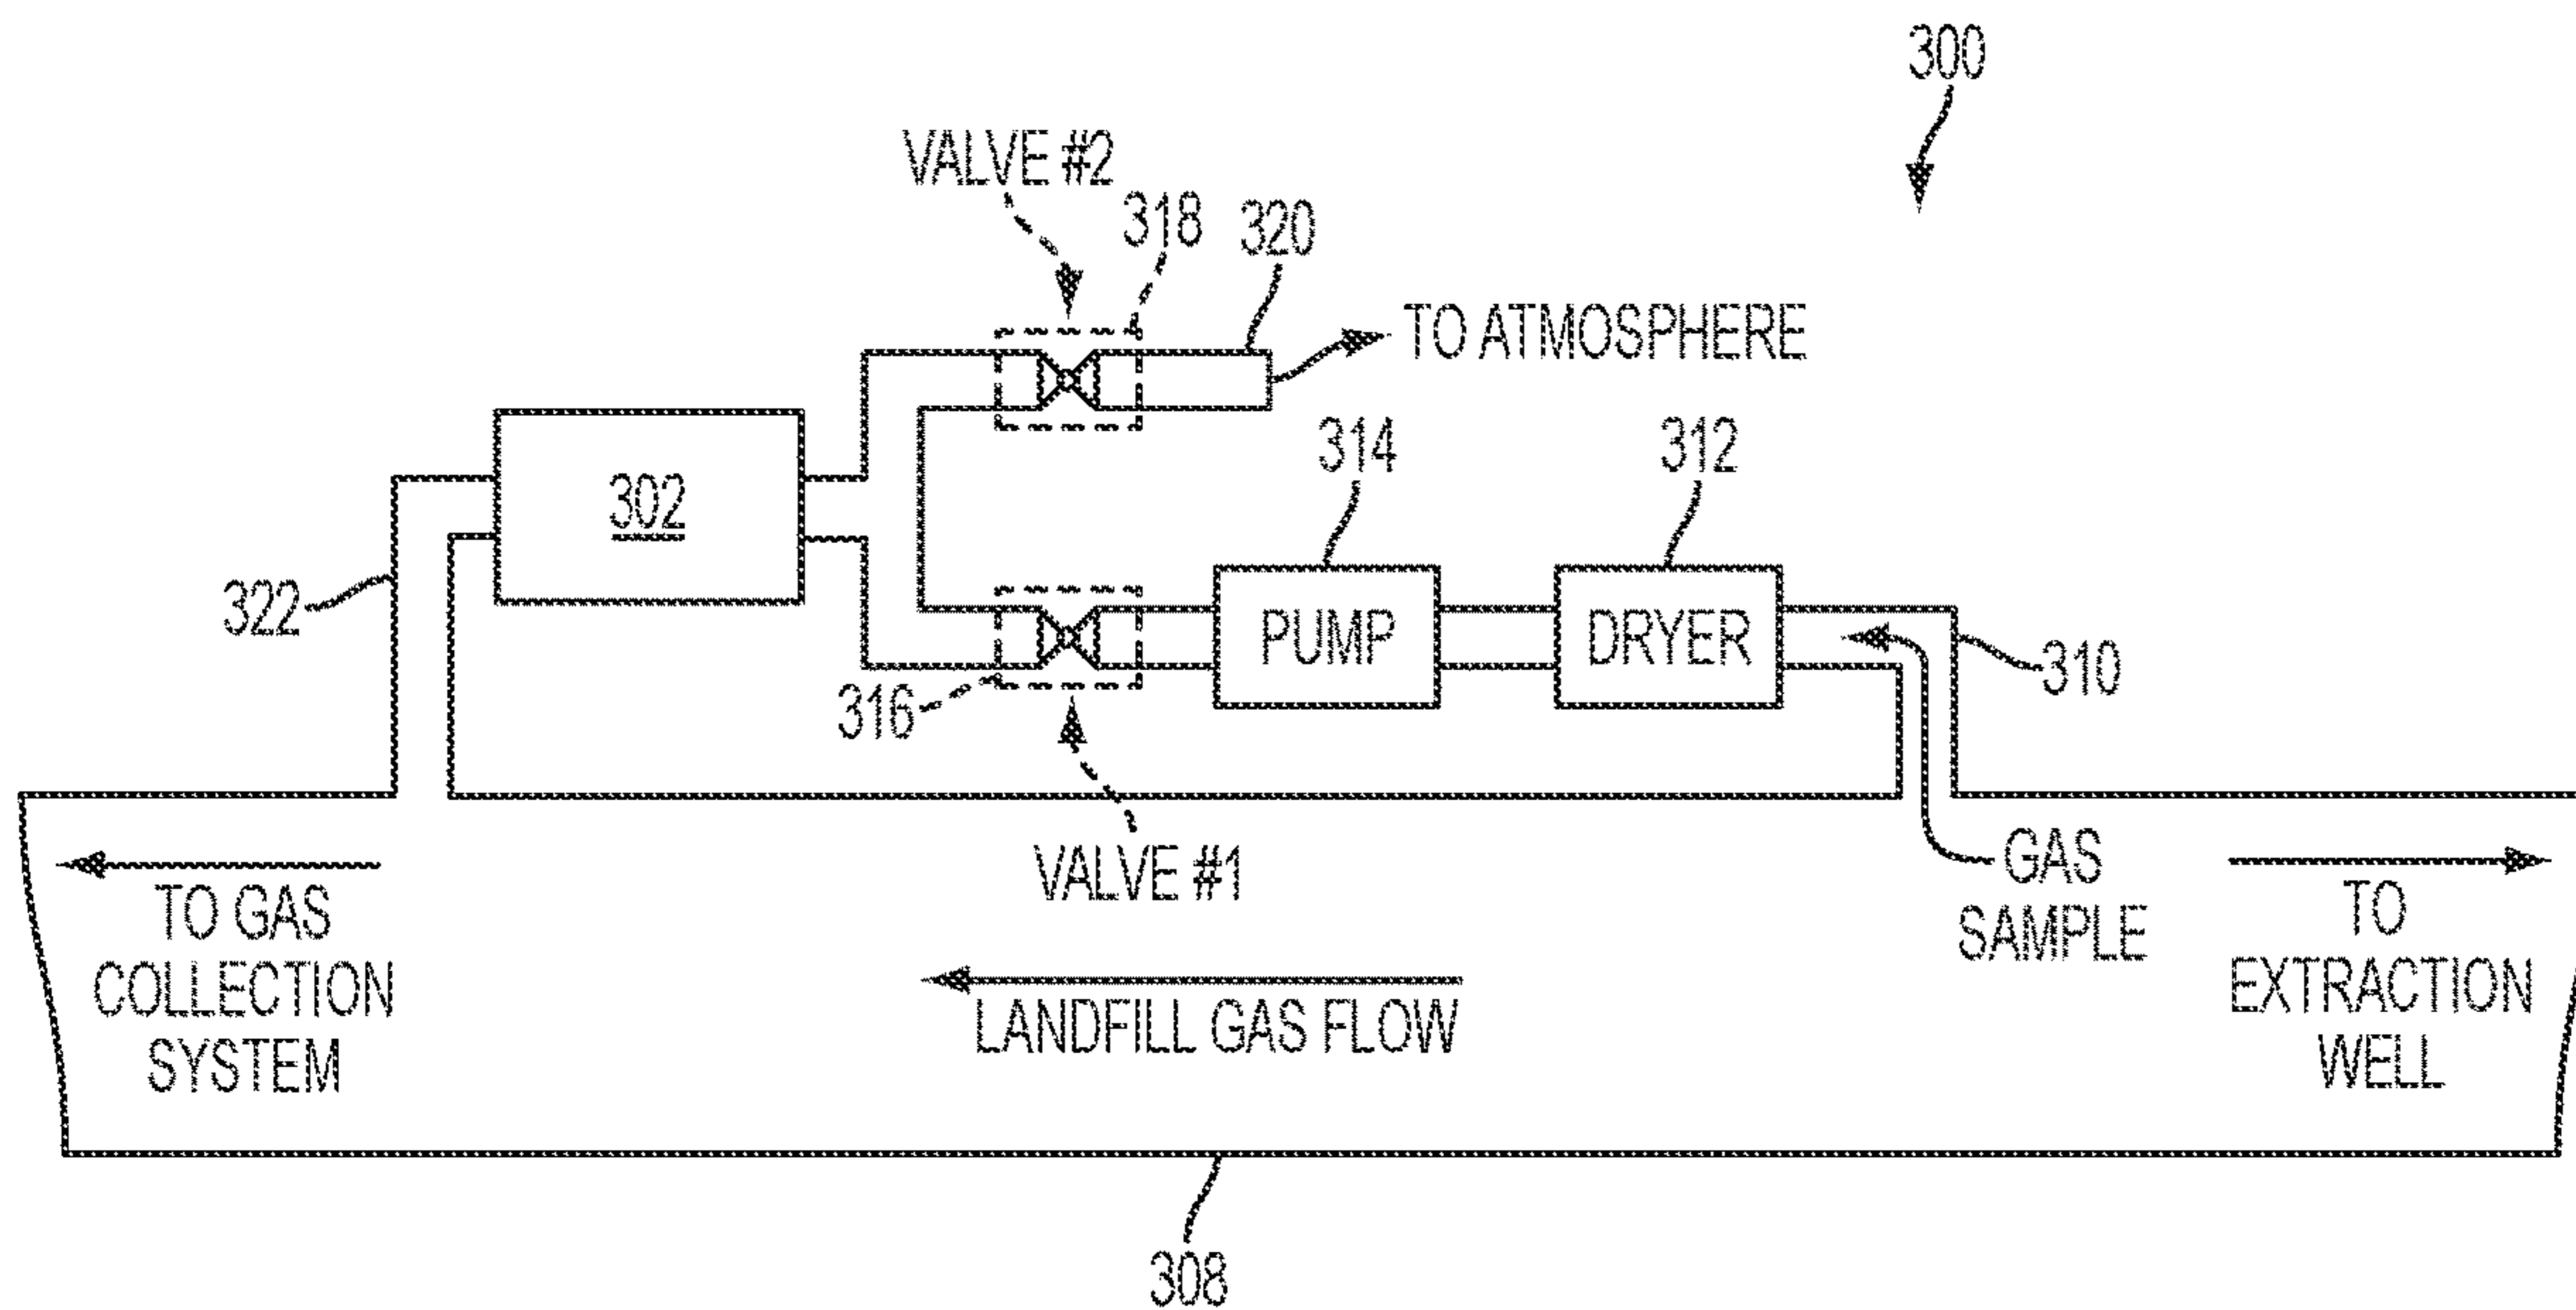 300
VALVE #2
318
320
TO ATMOSPHERE
314
312
302
322
PUMP
DRYER
310
316
VALVE #1
GAS
SAMPLE
TO GAS
COLLECTION
SYSTEM
LANDFILL GAS FLOW
TO
EXTRACTION
WELL
308